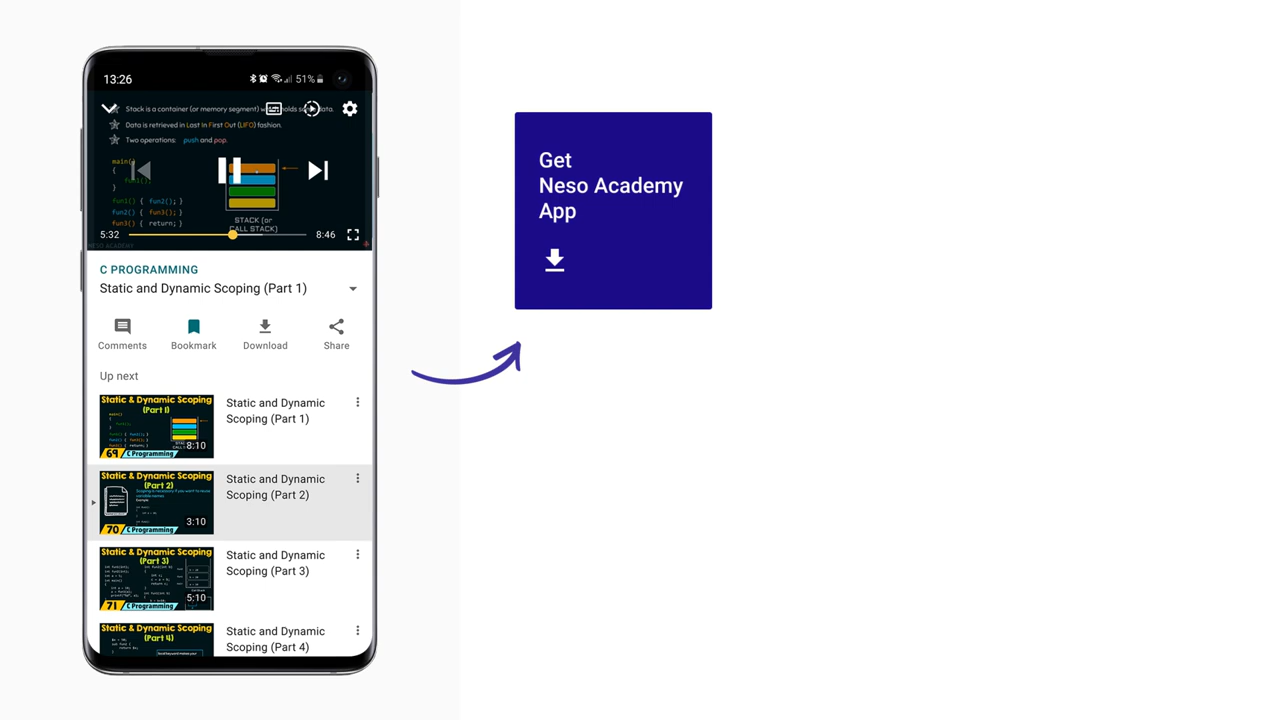 13:26
51%
Stack is a container (or memory segment) w holds s data.
Data is retrieved in Last In First Out (LIFO) fashion.
Two operations: push and pop.
main()
{
fun1();
}
fun1() { fun2(); }
fun2() { fun3(); }
fun3() { return; }
STACK (or
CALL STACK)
5:32
8:46
NESO ACADEMY
C PROGRAMMING
Static and Dynamic Scoping (Part 1)
Comments
Bookmark
Download
Share
Up next
Static & Dynamic Scoping
(Part 1)
8:10
69
C Programming
Static and Dynamic
Scoping (Part 1)
Static & Dynamic Scoping
(Part 2)
3:10
70
C Programming
Static and Dynamic
Scoping (Part 2)
Static & Dynamic Scoping
(Part 3)
5:10
71
C Programming
Static and Dynamic
Scoping (Part 3)
Static & Dynamic Scoping
(Part 4)
Static and Dynamic
Scoping (Part 4)
Get
Neso Academy
App